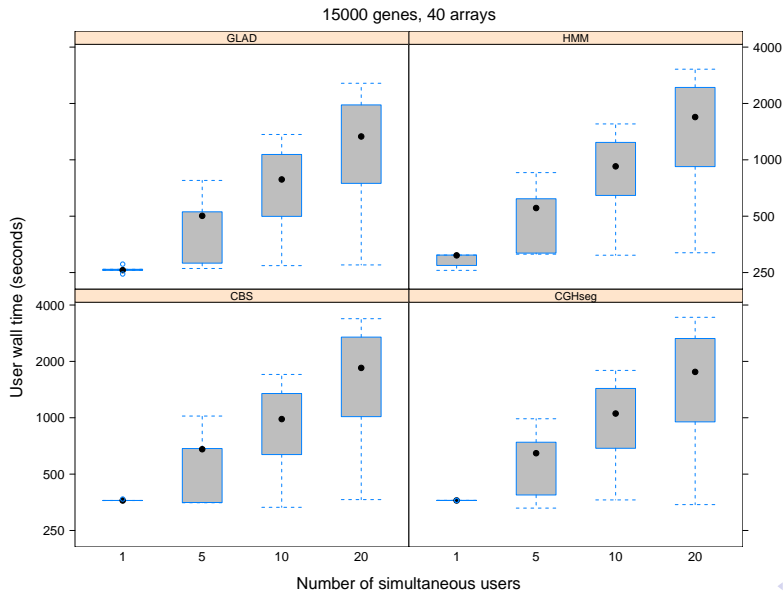 15000 genes, 40 arrays
GLAD
HMM
4000
2000
1000
500
250
CBS
CGHseg
4000
2000
1000
500
250
User wall time (seconds)
1 5 10 20 1 5 10 20
Number of simultaneous users